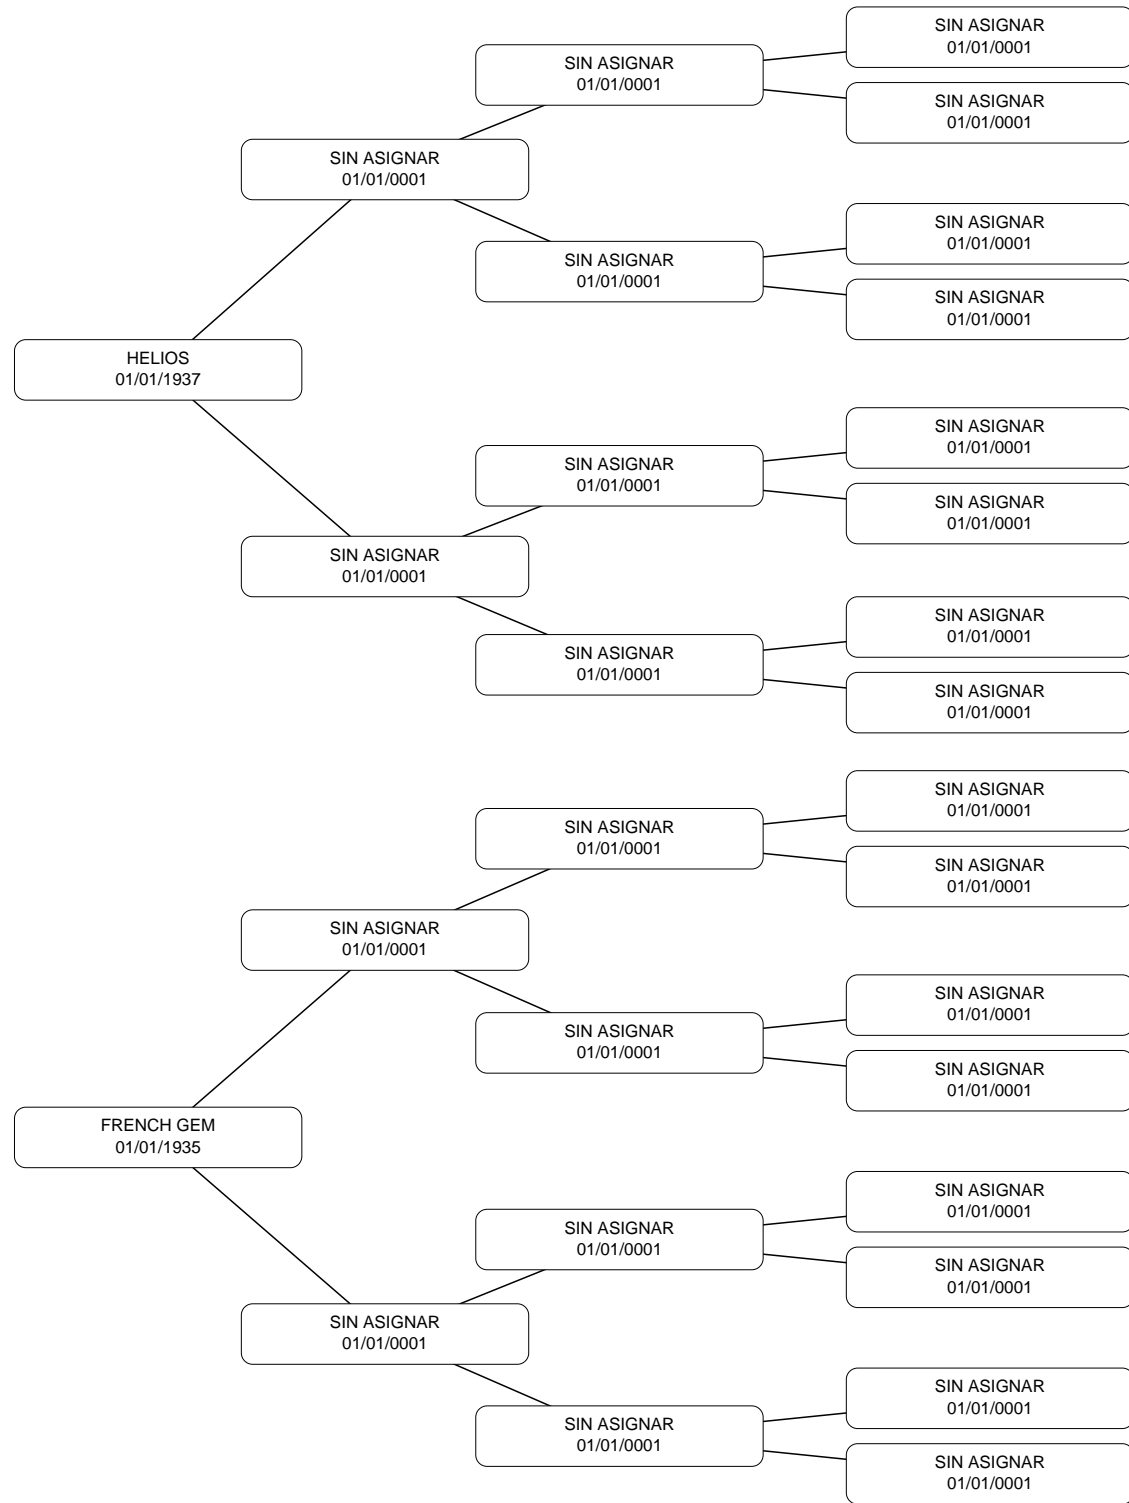 SIN ASIGNAR
01/01/0001
SIN ASIGNAR
01/01/0001
SIN ASIGNAR
01/01/0001
SIN ASIGNAR
01/01/0001
SIN ASIGNAR
01/01/0001
SIN ASIGNAR
01/01/0001
SIN ASIGNAR
01/01/0001
HELIOS
01/01/1937
SIN ASIGNAR
01/01/0001
SIN ASIGNAR
01/01/0001
SIN ASIGNAR
01/01/0001
SIN ASIGNAR
01/01/0001
SIN ASIGNAR
01/01/0001
SIN ASIGNAR
01/01/0001
SIN ASIGNAR
01/01/0001
SIN ASIGNAR
01/01/0001
SIN ASIGNAR
01/01/0001
SIN ASIGNAR
01/01/0001
SIN ASIGNAR
01/01/0001
SIN ASIGNAR
01/01/0001
SIN ASIGNAR
01/01/0001
SIN ASIGNAR
01/01/0001
FRENCH GEM
01/01/1935
SIN ASIGNAR
01/01/0001
SIN ASIGNAR
01/01/0001
SIN ASIGNAR
01/01/0001
SIN ASIGNAR
01/01/0001
SIN ASIGNAR
01/01/0001
SIN ASIGNAR
01/01/0001
SIN ASIGNAR
01/01/0001